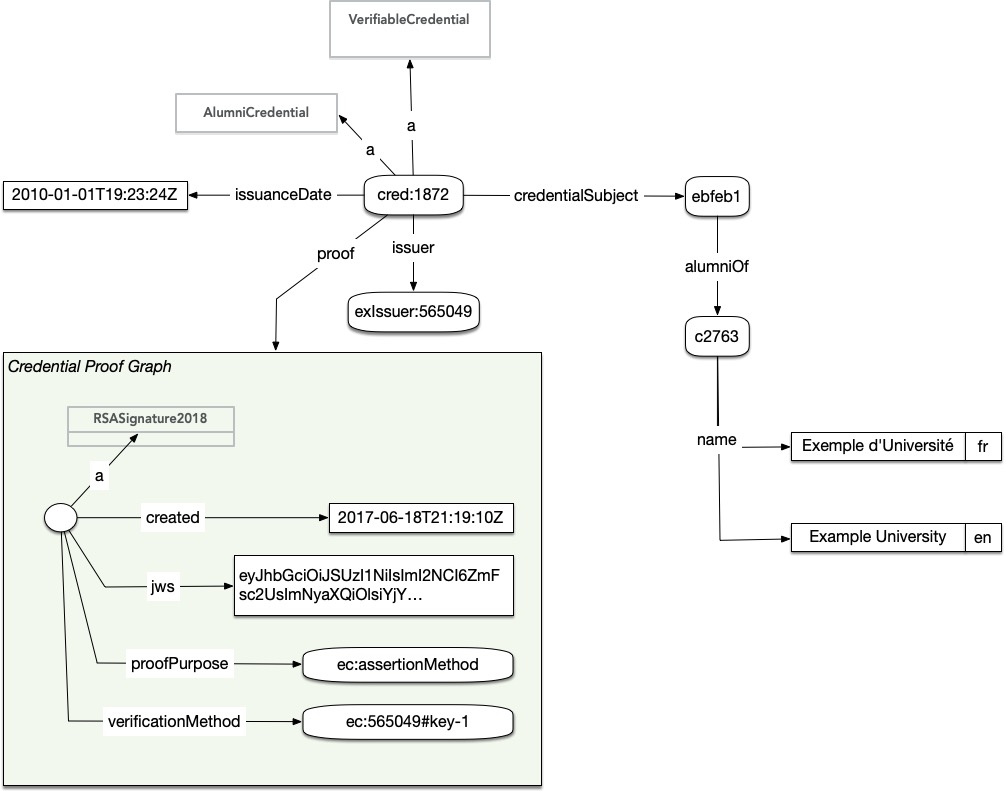 VerifiableCredential
AlumniCredential
a
a
2010-01-01T19:23:24Z
issuanceDate
cred:1872
credentialSubject
ebfeb1
proof
issuer
alumniOf
exIssuer:565049
c2763
Credential Proof Graph
RSASignature2018
name
Exemple d'Université
fr
a
created
2017-06-18T21:19:10Z
Example University
en
jws
eyJhbGciOiJSUzI1NiIsImI2NCI6ZmF
sc2UsImNyaXQiOlsiYjY…
proofPurpose
ec:assertionMethod
verificationMethod
ec:565049#key-1